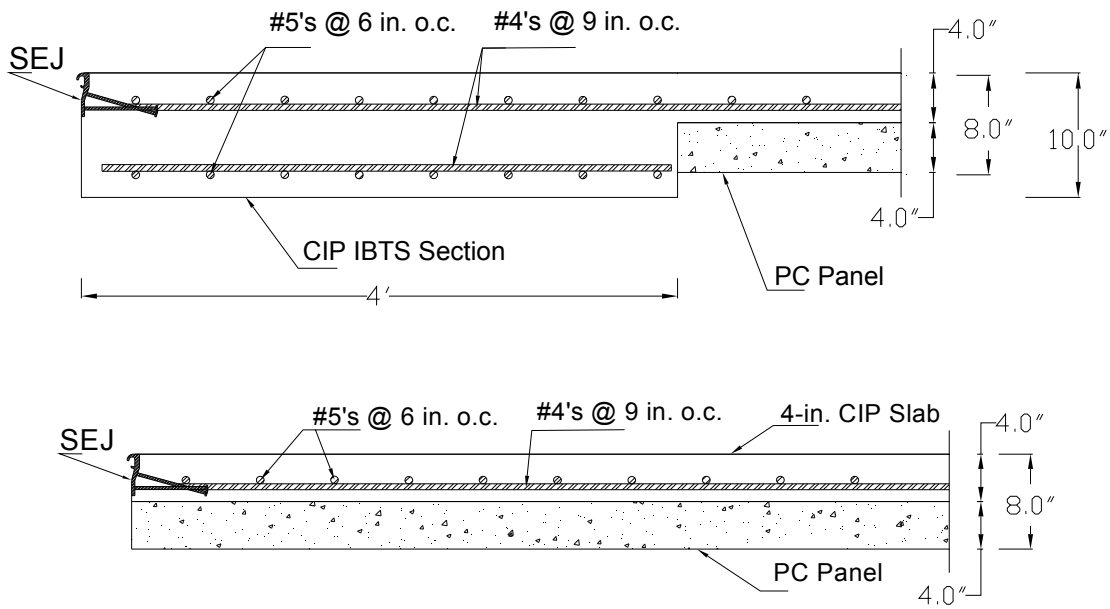 #5's @ 6 in. o.c.
#4's @ 9 in. o.c.
4.0"
SEJ
8.0"
10.0"
4.0"
CIP IBTS Section
PC Panel
4'
#5's @ 6 in. o.c.
#4's @ 9 in. o.c.
4-in. CIP Slab
4.0"
SEJ
8.0"
PC Panel
4.0"